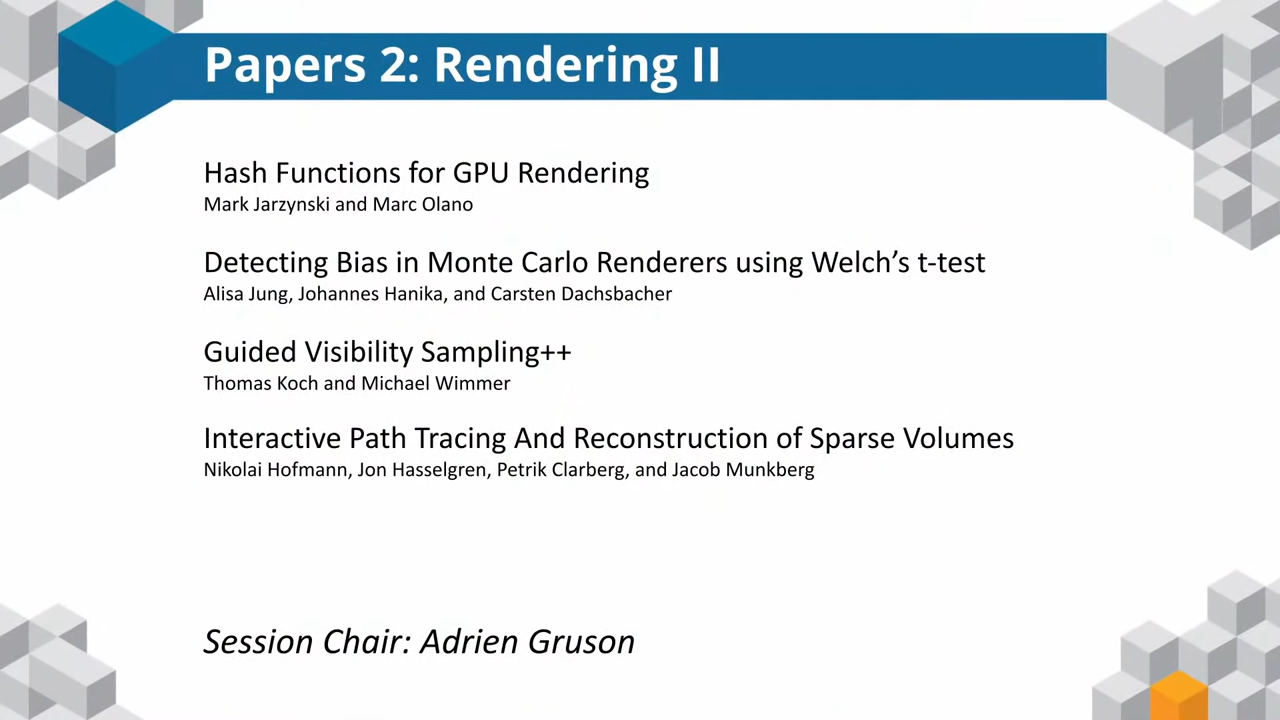 Papers 2: Rendering II
Hash Functions for GPU Rendering
Mark Jarzynski and Marc Olano
Detecting Bias in Monte Carlo Renderers using Welch’s t-test
Alisa Jung, Johannes Hanika, and Carsten Dachsbacher
Guided Visibility Sampling++
Thomas Koch and Michael Wimmer
Interactive Path Tracing And Reconstruction of Sparse Volumes
Nikolai Hofmann, Jon Hasselgren, Petrik Clarberg, and Jacob Munkberg
Session Chair: Adrien Gruson